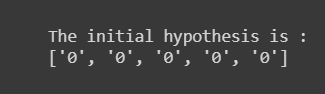 The initial hypothesis is :
['0', '0', '0', '0', '0']